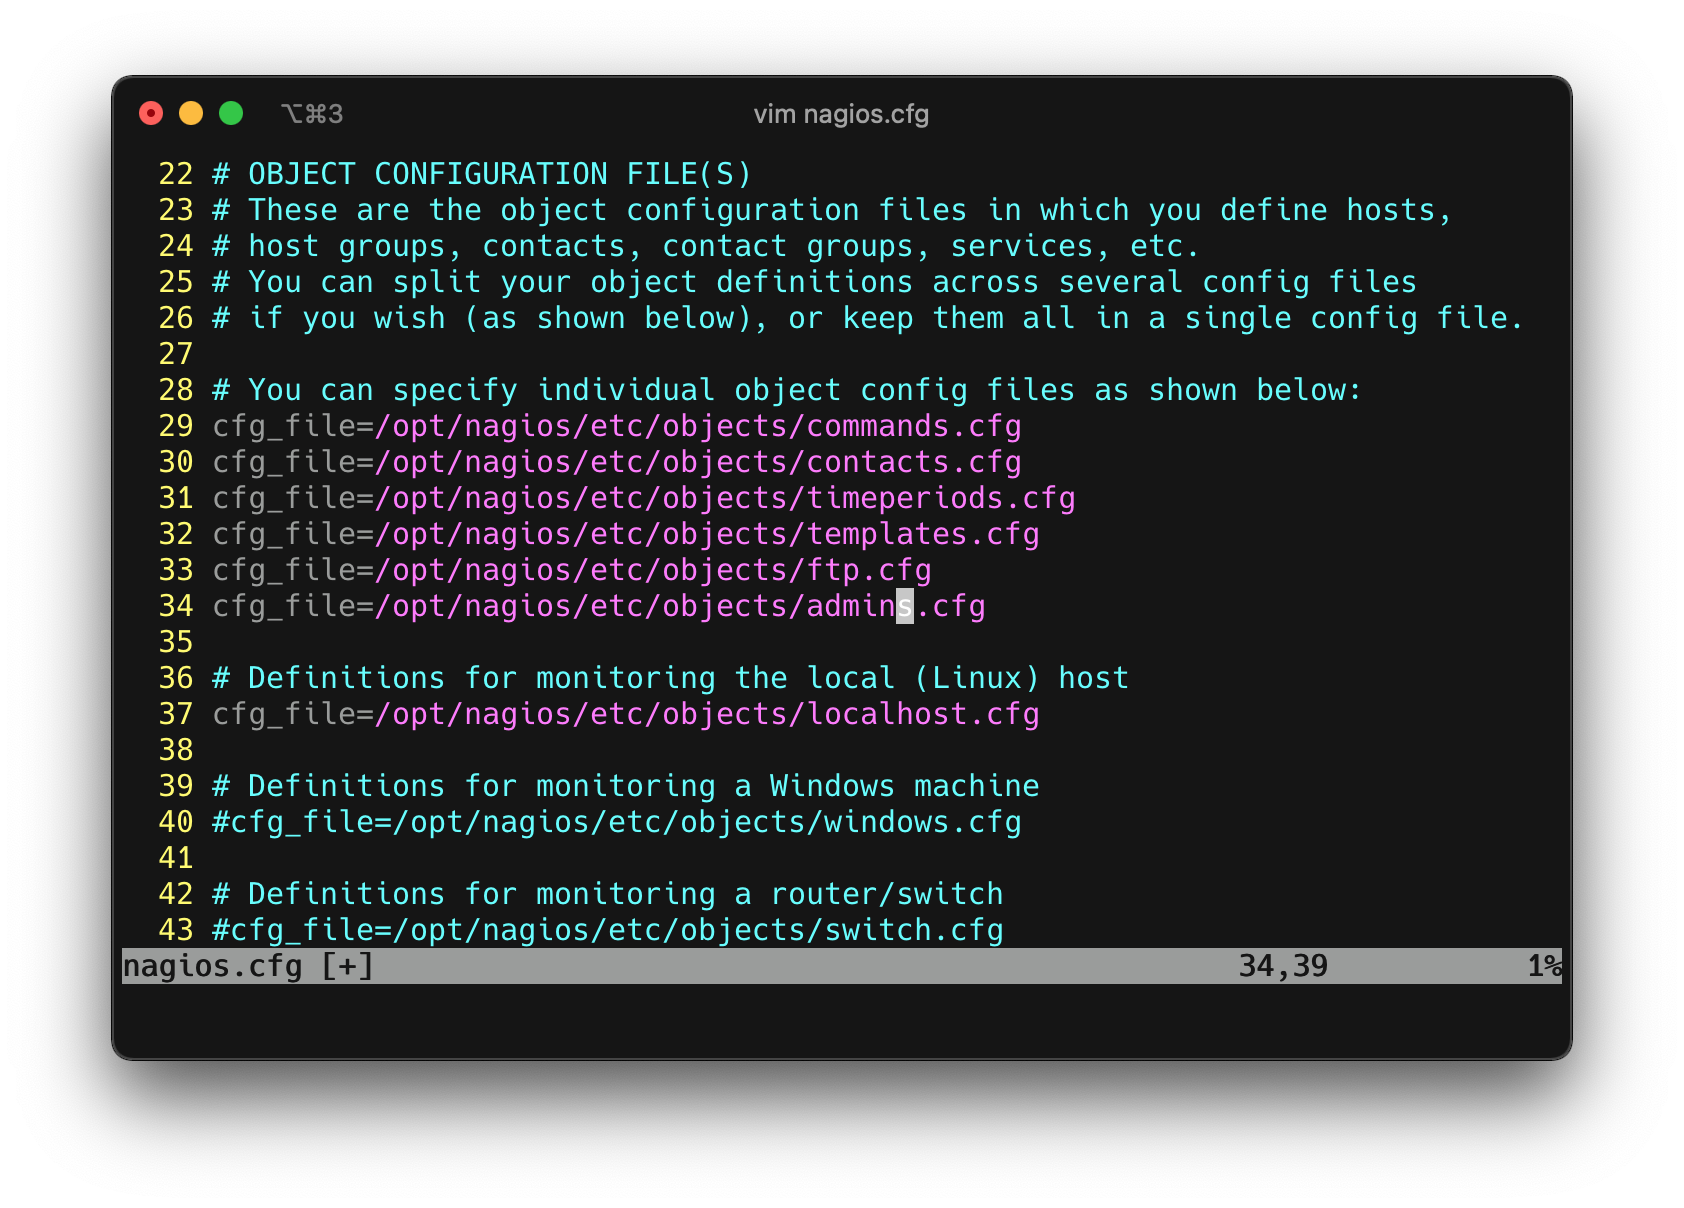 ⌥⌘3 vim nagios.cfg
22 # OBJECT CONFIGURATION FILE(S)
23 # These are the object configuration files in which you define hosts,
24 # host groups, contacts, contact groups, services, etc.
25 # You can split your object definitions across several config files
26 # if you wish (as shown below), or keep them all in a single config file.
27
28 # You can specify individual object config files as shown below:
29 cfg_file=/opt/nagios/etc/objects/commands.cfg
30 cfg_file=/opt/nagios/etc/objects/contacts.cfg
31 cfg_file=/opt/nagios/etc/objects/timeperiods.cfg
32 cfg_file=/opt/nagios/etc/objects/templates.cfg
33 cfg_file=/opt/nagios/etc/objects/ftp.cfg
34 cfg_file=/opt/nagios/etc/objects/admins.cfg
35
36 # Definitions for monitoring the local (Linux) host
37 cfg_file=/opt/nagios/etc/objects/localhost.cfg
38
39 # Definitions for monitoring a Windows machine
40 #cfg_file=/opt/nagios/etc/objects/windows.cfg
41
42 # Definitions for monitoring a router/switch
43 #cfg_file=/opt/nagios/etc/objects/switch.cfg
nagios.cfg [+] 34,39 1%